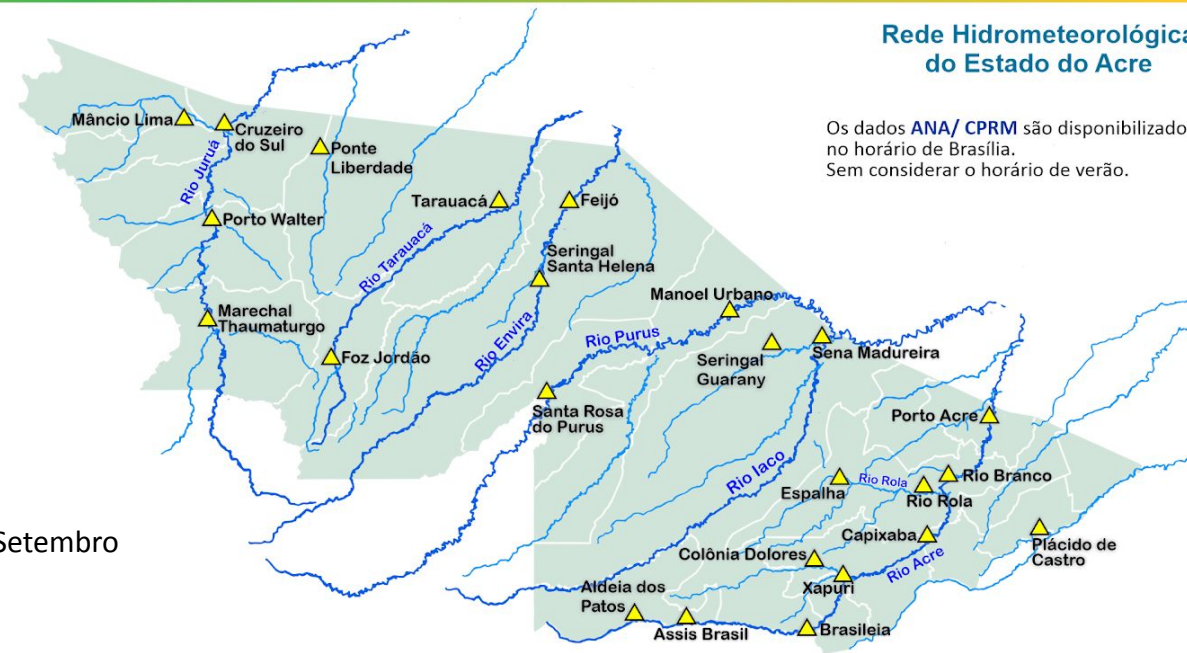 Rede Hidrometeorológica
do Estado do Acre
Os dados ANA/ CPRM são disponibilizado
no horário de Brasília.
Sem considerar o horário de verão.
Mâncio Lima
Cruzeiro
do Sul
Ponte
Liberdade
Rio Juruá
Porto Walter
Tarauacá
Feijó
Rio Tarauacá
Seringal
Santa Helena
Marechal
Thaumaturgo
Foz Jordão
Rio Envira
Manoel Urbano
Rio Purus
Seringal
Guarany
Sena Madureira
Santa Rosa
do Purus
Porto Acre
Rio Iaco
Espalha
Rio Rola
Rio Rola
Rio Branco
Setembro
Capixaba
Plácido de
Castro
Colônia Dolores
Rio Acre
Xapuri
Aldeia dos
Patos
Assis Brasil
Brasileia